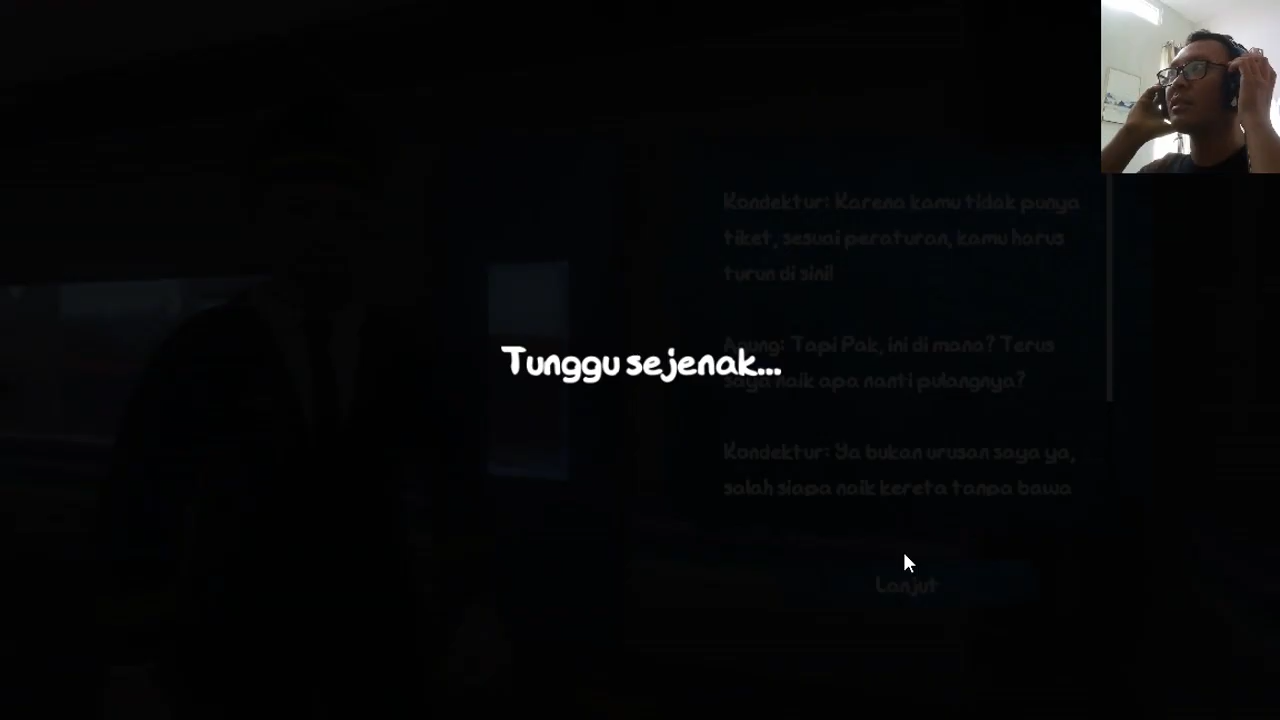 Kondektur: Karena kamu tidak punya
tiket, sesuai peraturan, kamu harus
turun di sini!
Agung: Tapi Pak, ini di mana? Terus
saya naik apa nanti pulangnya?
Tunggu sejenak...
Kondektur: Ya bukan urusan saya ya,
salah siapa naik kereta tanpa bawa
Lanjut